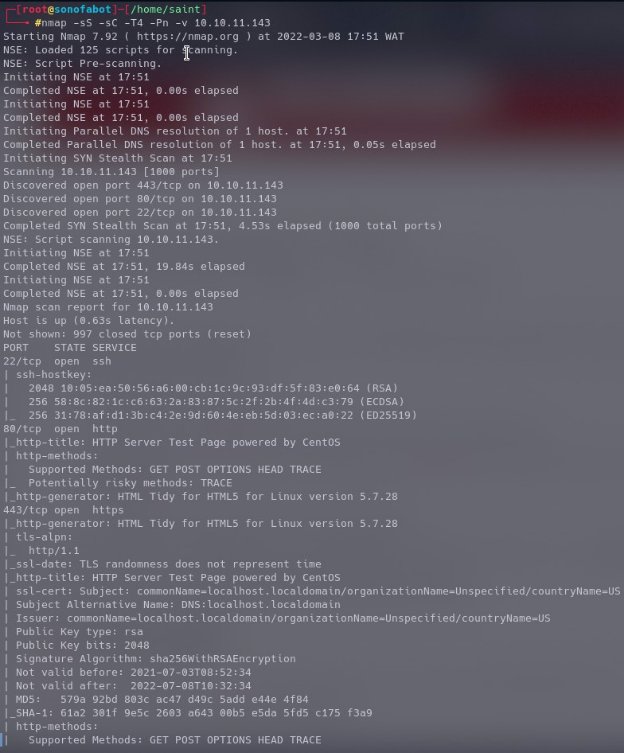 ┌─[root@sonofabot]─[/home/saint]
└──╼ #nmap -sS -sC -T4 -Pn -v 10.10.11.143
Starting Nmap 7.92 ( https://nmap.org ) at 2022-03-08 17:51 WAT
NSE: Loaded 125 scripts for scanning.
NSE: Script Pre-scanning.
Initiating NSE at 17:51
Completed NSE at 17:51, 0.00s elapsed
Initiating NSE at 17:51
Completed NSE at 17:51, 0.00s elapsed
Initiating Parallel DNS resolution of 1 host. at 17:51
Completed Parallel DNS resolution of 1 host. at 17:51, 0.05s elapsed
Initiating SYN Stealth Scan at 17:51
Scanning 10.10.11.143 [1000 ports]
Discovered open port 443/tcp on 10.10.11.143
Discovered open port 80/tcp on 10.10.11.143
Discovered open port 22/tcp on 10.10.11.143
Completed SYN Stealth Scan at 17:51, 4.53s elapsed (1000 total ports)
NSE: Script scanning 10.10.11.143.
Initiating NSE at 17:51
Completed NSE at 17:51, 19.84s elapsed
Initiating NSE at 17:51
Completed NSE at 17:51, 0.00s elapsed
Nmap scan report for 10.10.11.143
Host is up (0.63s latency).
Not shown: 997 closed tcp ports (reset)
PORT    STATE SERVICE
22/tcp  open  ssh
| ssh-hostkey:
|   2048 10:05:ea:50:56:a6:00:cb:1c:9c:93:df:5f:83:e0:64 (RSA)
|   256 58:8c:82:1c:c6:63:2a:83:87:5c:2f:2b:4f:4d:c3:79 (ECDSA)
|_  256 31:78:af:d1:3b:c4:2e:9d:60:4e:eb:5d:03:ec:a0:22 (ED25519)
80/tcp  open  http
|_http-title: HTTP Server Test Page powered by CentOS
| http-methods:
|   Supported Methods: GET POST OPTIONS HEAD TRACE
|_  Potentially risky methods: TRACE
|_http-generator: HTML Tidy for HTML5 for Linux version 5.7.28
443/tcp open  https
|_http-generator: HTML Tidy for HTML5 for Linux version 5.7.28
| tls-alpn:
|_  http/1.1
|_ssl-date: TLS randomness does not represent time
|_http-title: HTTP Server Test Page powered by CentOS
| ssl-cert: Subject: commonName=localhost.localdomain/organizationName=Unspecified/countryName=US
| Subject Alternative Name: DNS:localhost.localdomain
| Issuer: commonName=localhost.localdomain/organizationName=Unspecified/countryName=US
| Public Key type: rsa
| Public Key bits: 2048
| Signature Algorithm: sha256WithRSAEncryption
| Not valid before: 2021-07-03T08:52:34
| Not valid after:  2022-07-08T10:32:34
| MD5:   579a 92bd 803c ac47 d49c 5add e44e 4f84
|_SHA-1: 61a2 301f 9e5c 2603 a643 00b5 e5da 5fd5 c175 f3a9
| http-methods:
|   Supported Methods: GET POST OPTIONS HEAD TRACE